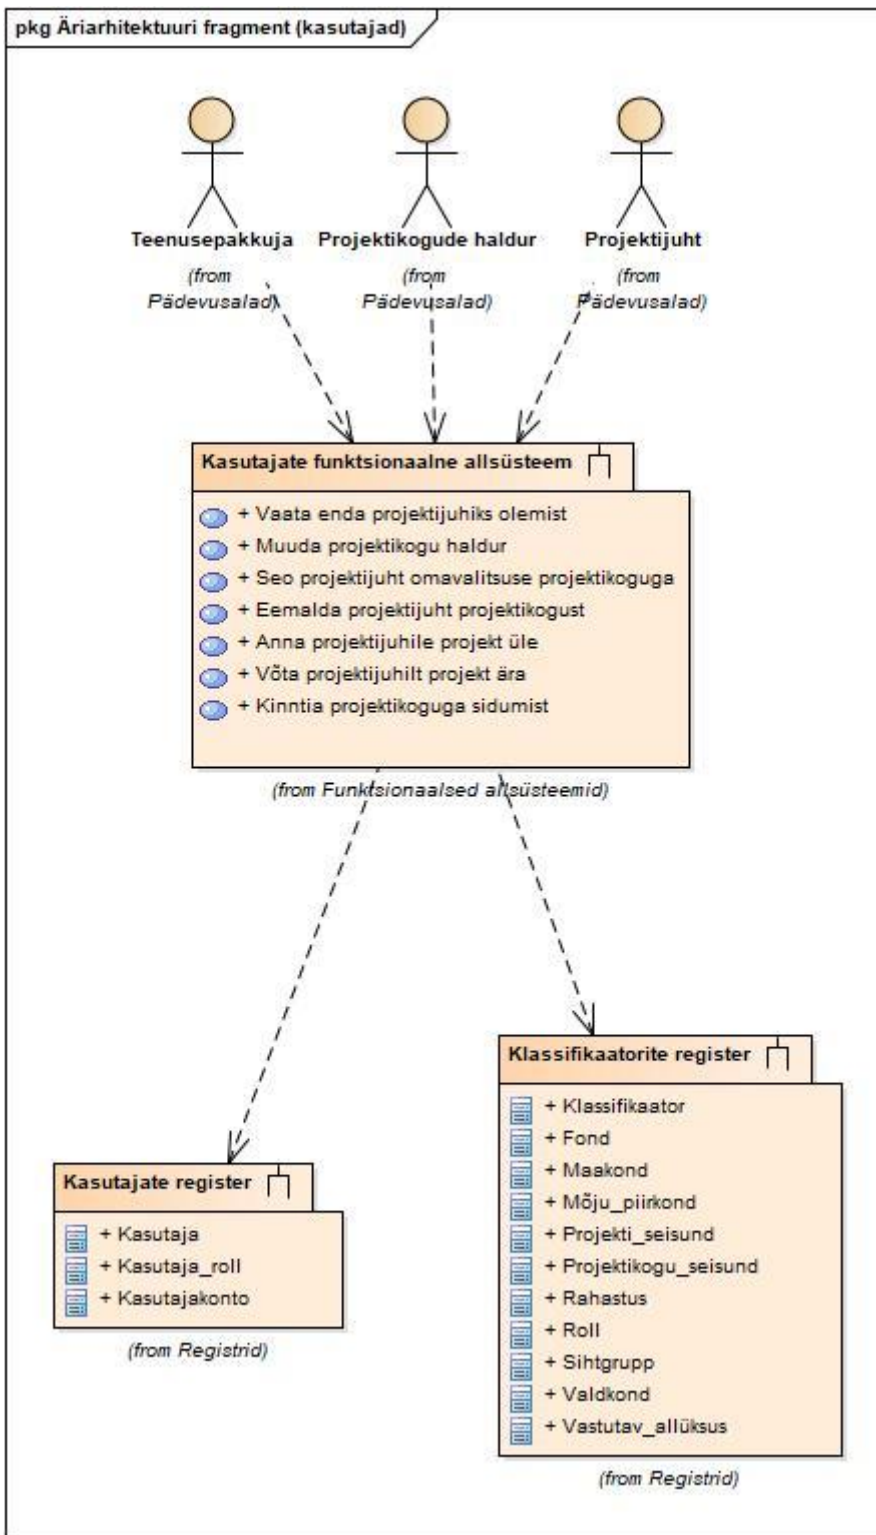 pkg Äriarhitektuuri fragment (kasutajad)
Teenusepakkuja
(from
Pädevusalad)
Projektikogude haldur
(from
Pädevusalad)
Projektijuht
(from
Pädevusalad)
Kasutajate funktsionaalne allsüsteem
+ Vaata enda projektijuhiks olemist
+ Muuda projektikogu haldur
+ Seo projektijuht omavalitsuse projektikoguga
+ Eemalda projektijuht projektikogust
+ Anna projektijuhile projekt üle
+ Võta projektijuhilt projekt ära
+ Kinntia projektikoguga sidumist
(from Funktsionaalsed allsüsteemid)
Kasutajate register
+ Kasutaja
+ Kasutaja_roll
+ Kasutajakonto
(from Registrid)
Klassifikaatorite register
+ Klassifikaator
+ Fond
+ Maakond
+ Mõju_piirkond
+ Projekti_seisund
+ Projektikogu_seisund
+ Rahastus
+ Roll
+ Sihtgrupp
+ Valdkond
+ Vastutav_allüksus
(from Registrid)